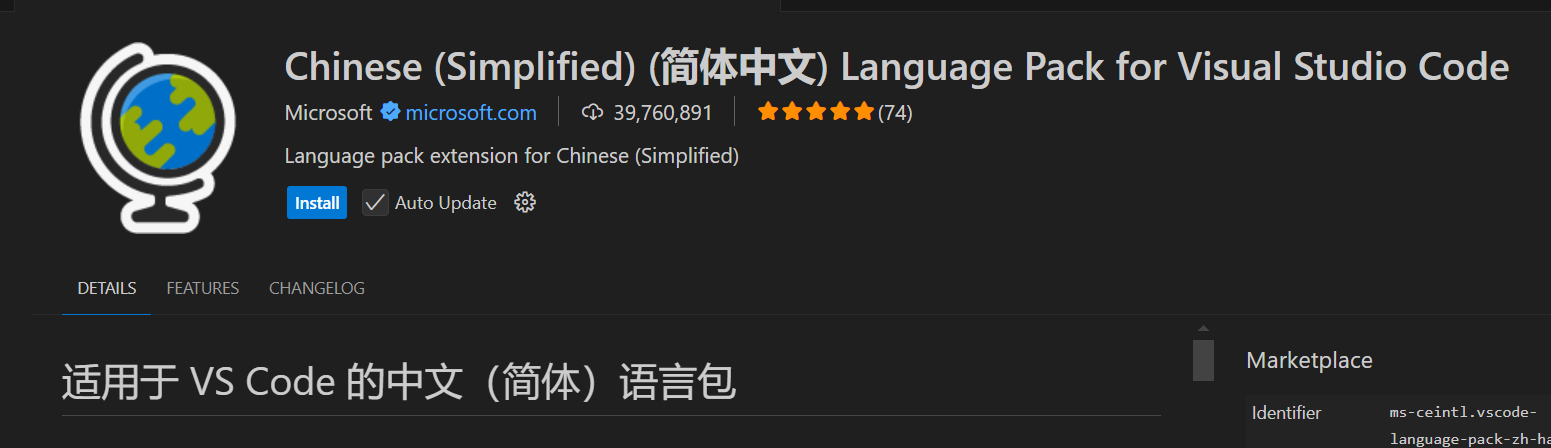 Chinese (Simplified) (简体中文) Language Pack for Visual Studio Code
Microsoft microsoft.com 39,760,891 (74)
Language pack extension for Chinese (Simplified)
Install Auto Update
DETAILS FEATURES CHANGELOG
适用于 VS Code 的中文（简体）语言包
Marketplace
Identifier ms-ceintl.vscode-
language-pack-zh-ha